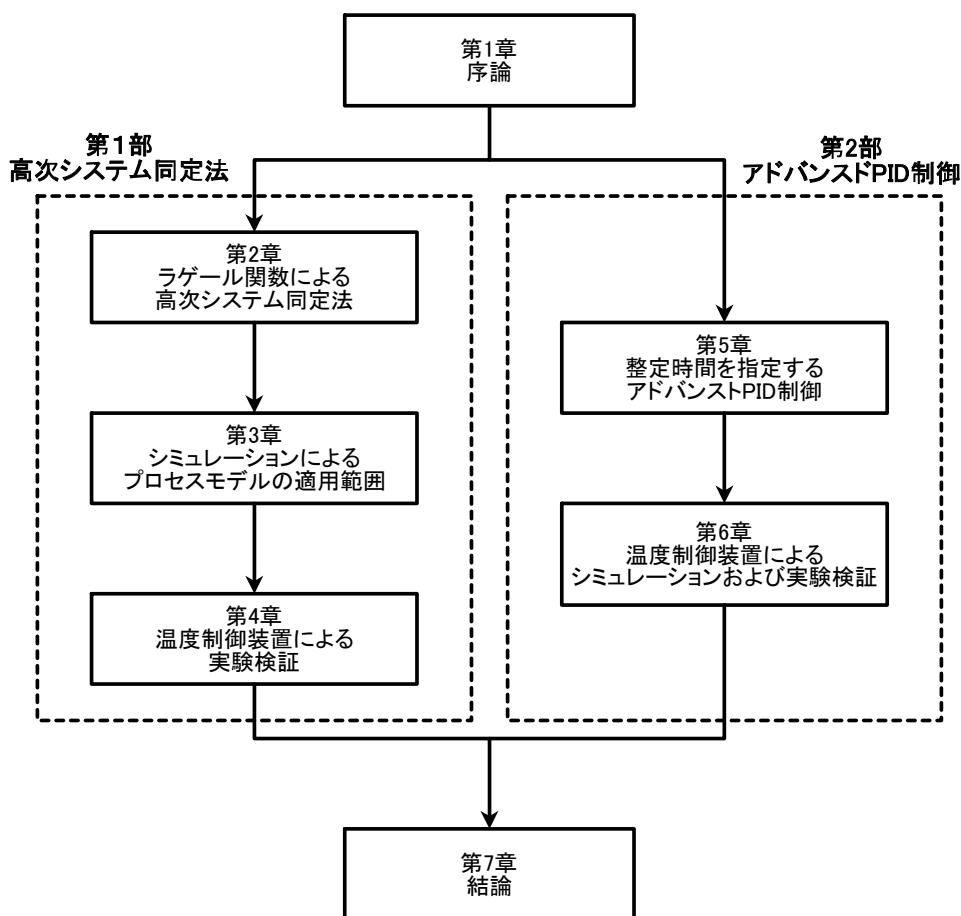 第1章
序論
第1部
高次システム同定法
第2章
ラゲール関数による
高次システム同定法
第3章
シミュレーションによる
プロセスモデルの適用範囲
第4章
温度制御装置による
実験検証
第2部
アドバンスドPID制御
第5章
整定時間を指定する
アドバンストPID制御
第6章
温度制御装置による
シミュレーションおよび実験検証
第7章
結論